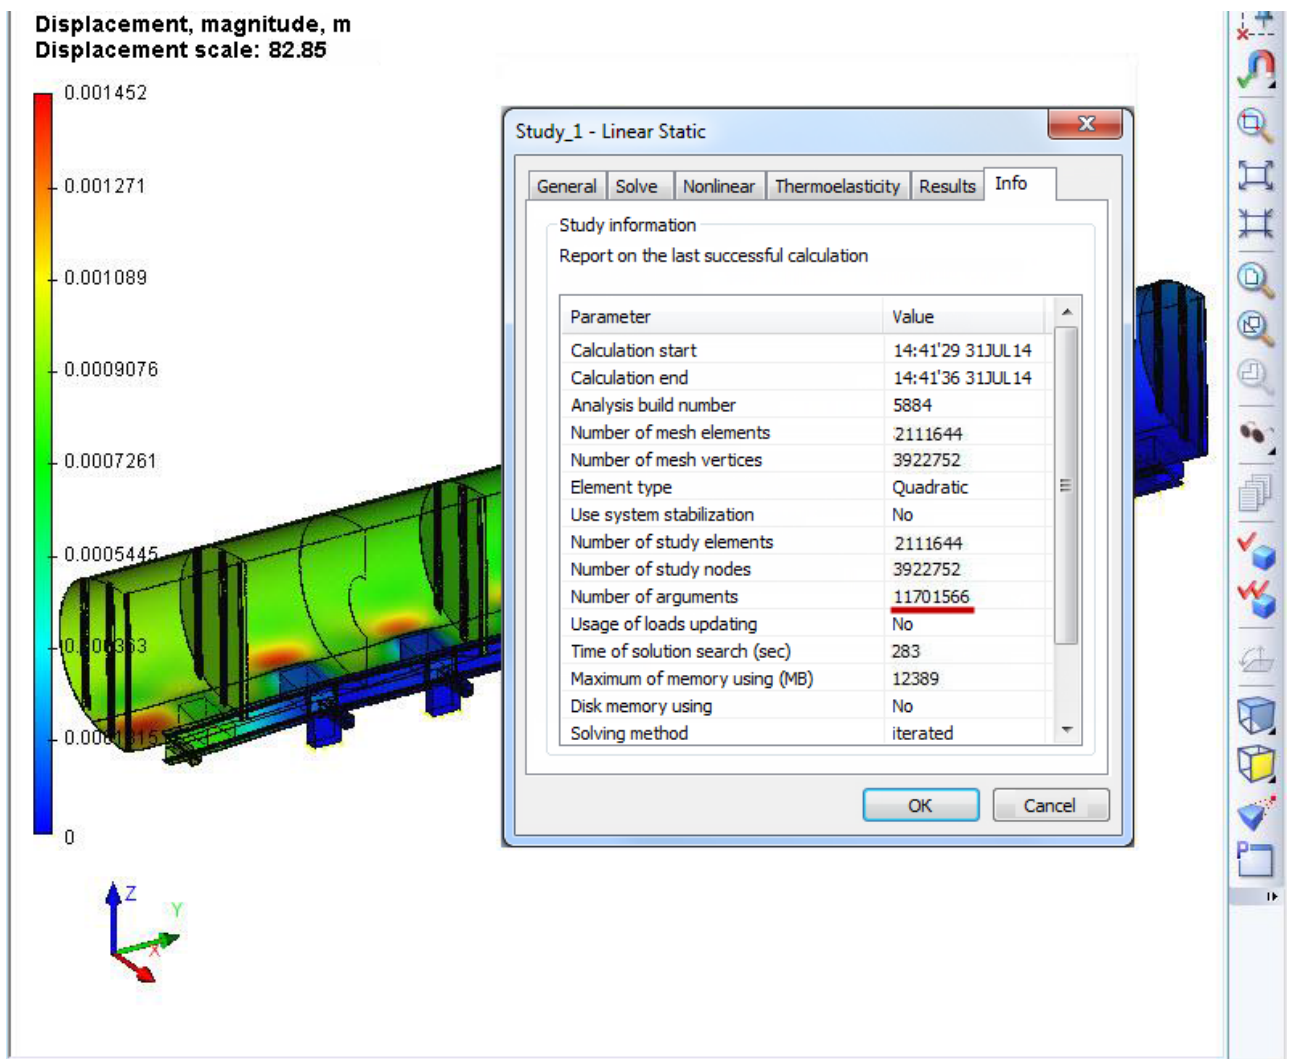 Displacement, magnitude, m
Displacement scale: 82.85
0.001452
0.001271
0.001089
0.0009076
0.0007261
0.0005445
0
Z
Y
X
Study_1 - Linear Static
General Solve Nonlinear Thermoelasticity Results Info
Study information
Report on the last successful calculation
Parameter Value
Calculation start 14:41'29 31JUL14
Calculation end 14:41'36 31JUL14
Analysis build number 5884
Number of mesh elements 2111644
Number of mesh vertices 3922752
Element type Quadratic
Use system stabilization No
Number of study elements 2111644
Number of study nodes 3922752
Number of arguments 11701566
Usage of loads updating No
Time of solution search (sec) 283
Maximum of memory using (MB) 12389
Disk memory using No
Solving method iterated
OK Cancel
P